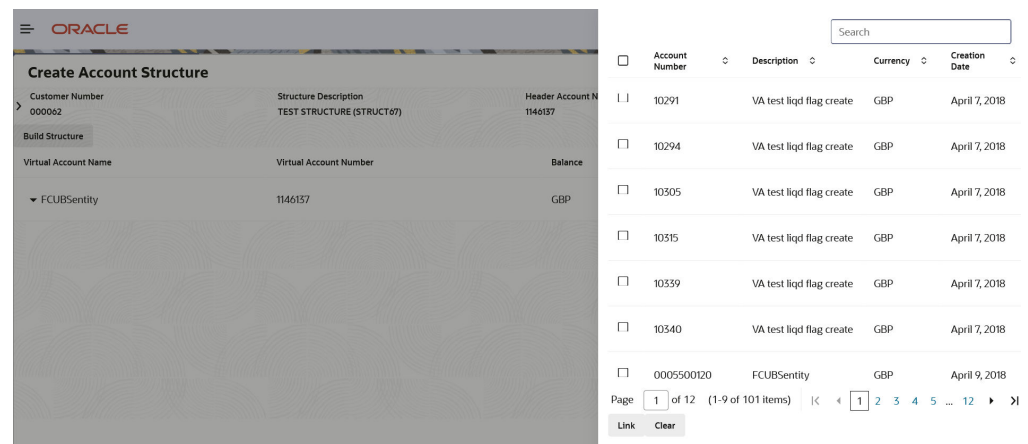 ORACLE
Create Account Structure
Customer Number Structure Description Header Account N
000062 TEST STRUCTURE (STRUCT67) 1146137
Build Structure
Virtual Account Name Virtual Account Number Balance
FCUBSentity 1146137 GBP
Search
Account Number Description Currency Creation Date
10291 VA test liqd flag create GBP April 7, 2018
10294 VA test liqd flag create GBP April 7, 2018
10305 VA test liqd flag create GBP April 7, 2018
10315 VA test liqd flag create GBP April 7, 2018
10339 VA test liqd flag create GBP April 7, 2018
10340 VA test liqd flag create GBP April 7, 2018
0005500120 FCUBSentity GBP April 9, 2018
Page 1 of 12 (1-9 of 101 items) 1 2 3 4 5 ... 12
Link Clear